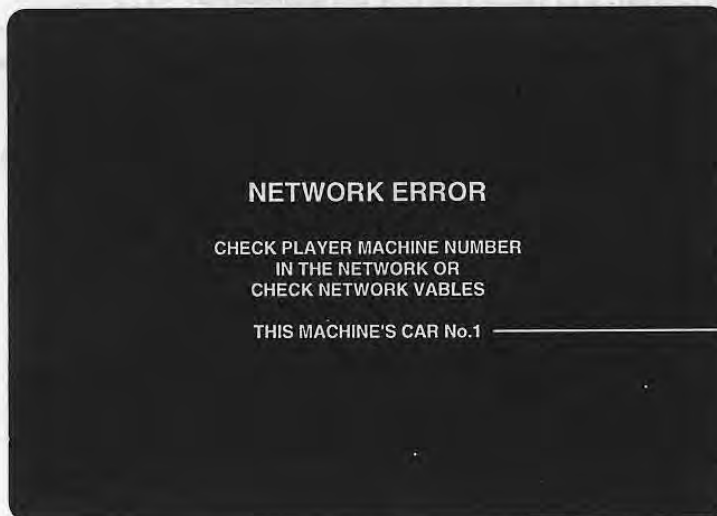 NETWORK ERROR
CHECK PLAYER MACHINE NUMBER
IN THE NETWORK OR
CHECK NETWORK VABLES
THIS MACHINE'S CAR No.1